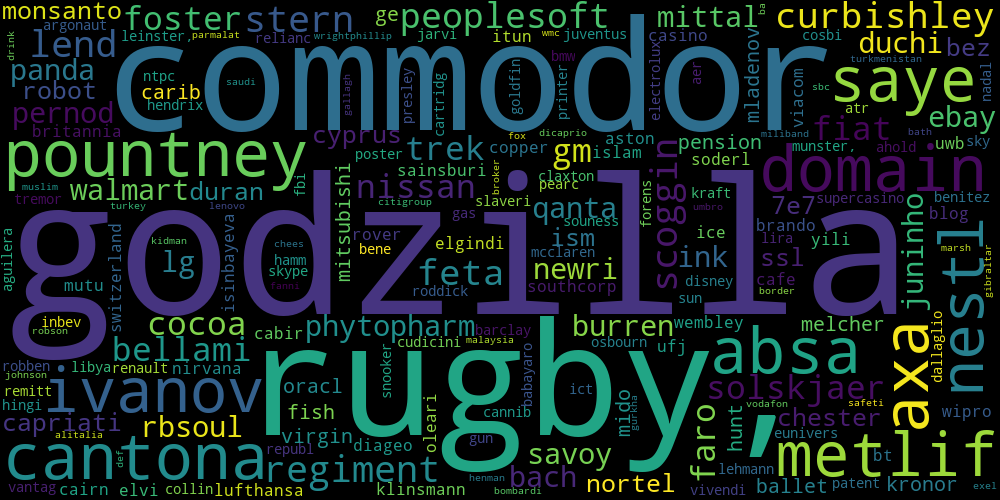 monsanto foster stern ge peoplesoft mittal ba curbishley
argonaut leinster, parmalat relianc wrightphillip jarvi itun juventus casino cosbi duchi
drink lend commodor wmc bmw electrolux aer mladenov viacom turkmenistan bez
panda ntpc saudi gallagh presley cartridg goldfin printer sbc saye nadal
robot carib hendrix atr
pernod britannia fox dicaprio miliband fiat bath ebay
pountney cyprus poster trek gm copper aston islam pension munster, ahold uwb sky
sainsburi claxton soderl domain
walmart duran fbi nissan broker pearc kraft 7e7 supercasino benitez
tremor muslim turkey mitsubishi citigroup slaveri qanta forens scoggin umbro brando blog
godzilla gas souness ice lira yili juninho
kidman chees rover bene elgindi ism mcclaren ink ssl marsh gibraltar
aguilera switzerland lg isinbayeva hamm skype feta newri disney cafe
mutu fanni roddick southcorp sun border nestl
inbev robson cocoa cabir phytopharm barclay burren wembley melcher
robben bellami cudicini malaysia osbourn ufj absa axxa dallaglio
johnson libya renault nirvana snooker rugby, babayaro
remitt ivanov oracl ict mido solskjaer vodafon safeti
hingi fish cannib gurkha hunt chester wipro
capriati rbsoul virgin diageo oleari eunivers
alitalia cantona republ def gun savoy faro metlif bt
vantag cairn elvi collin lufthansa regiment klinsmann henman bombardi bach nortel lehmann vivendi ballet patent kronor exel